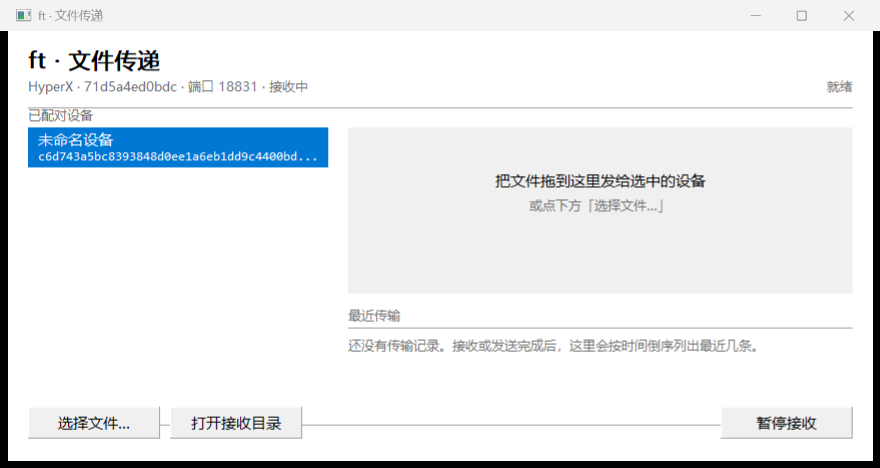 ft · 文件传递
ft · 文件传递
HyperX · 71d5a4ed0bdc · 端口 18831 · 接收中
就绪
已配对设备
未命名设备
c6d743a5bc8393848d0ee1a6eb1dd9c4400bd...
把文件拖到这里发给选中的设备
或点下方「选择文件...」
最近传输
还没有传输记录。接收或发送完成后，这里会按时间倒序列出最近几条。
选择文件...
打开接收目录
暂停接收